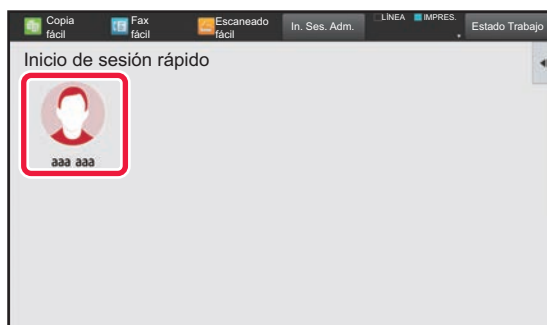 Copia
fácil
Fax
fácil
Escaneado
fácil
In. Ses. Adm.
LÍNEA
IMPRES.
Estado Trabajo
Inicio de sesión rápido
aaa aaa